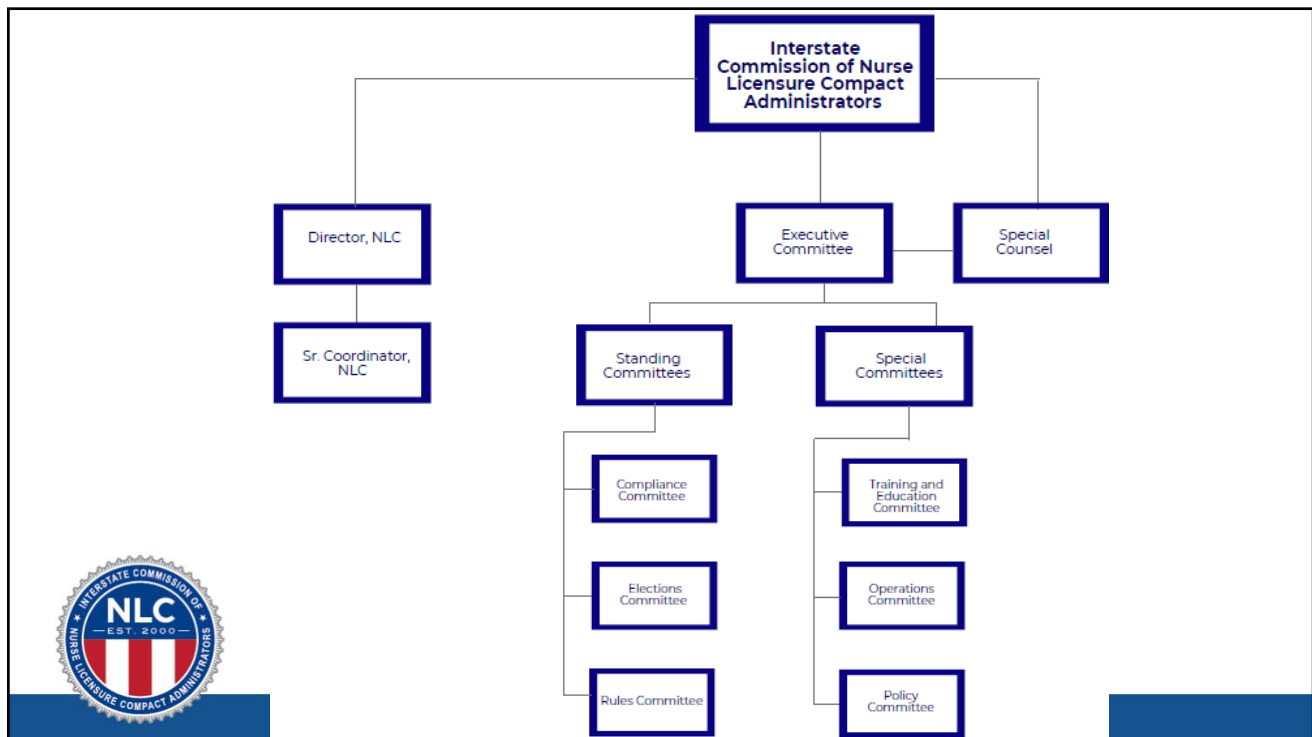 Interstate
Commission of Nurse
Licensure Compact
Administrators
Director, NLC
Executive
Committee
Special
Counsel
Sr. Coordinator,
NLC
Standing
Committees
Special
Committees
Compliance
Committee
Training and
Education
Committee
Elections
Committee
Operations
Committee
Rules Committee
Policy
Committee
INTERSTATE COMMISSION OF
NLC
EST. 2000
NURSE LICENSURE COMPACT ADMINISTRATORS